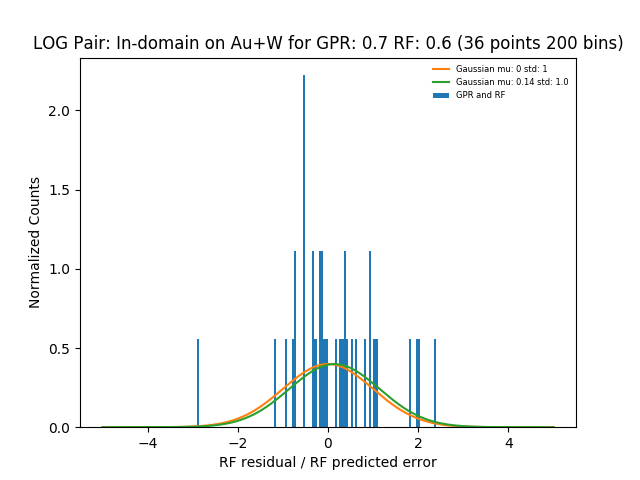 LOG Pair: In-domain on Au+W for GPR: 0.7 RF: 0.6 (36 points 200 bins)
Gaussian mu: 0 std: 1
Gaussian mu: 0.14 std: 1.0
GPR and RF
Normalized Counts
2.0
1.5
1.0
0.5
0.0
−4 −2 0 2 4
RF residual / RF predicted error